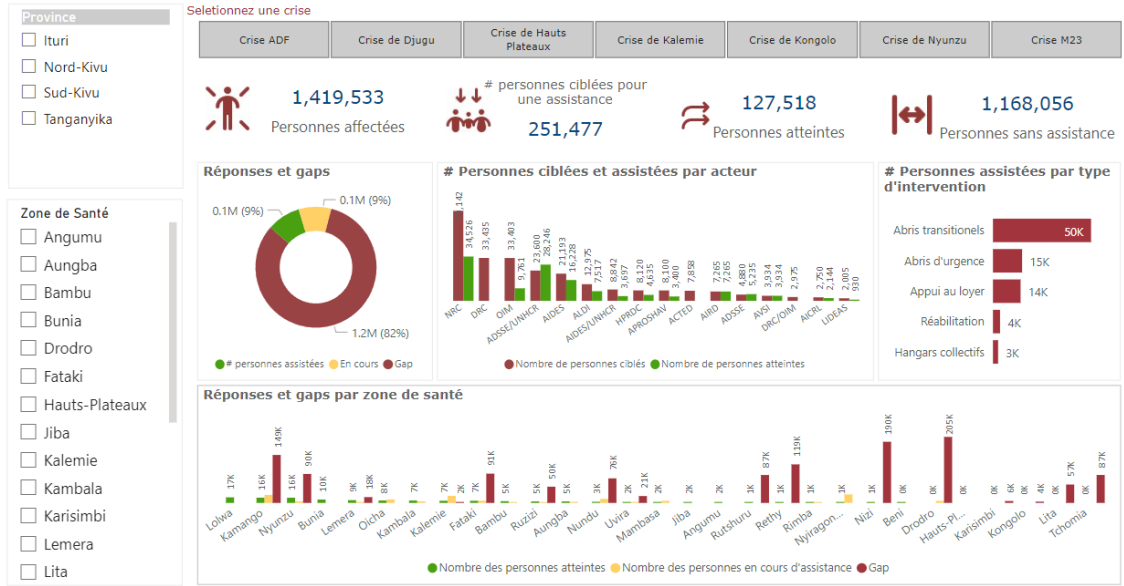 Province
Ituri
Nord-Kivu
Sud-Kivu
Tanganyika
Zone de Santé
Angumu
Aungba
Bambu
Bunia
Drodro
Fataki
Hauts-Plateaux
Jiba
Kalemie
Kambala
Karisimbi
Lemera
Lita
Seletionnez une crise
Crise ADF
Crise de Djugu
Crise de Hauts
Plateaux
Crise de Kalemie
Crise de Kongolo
Crise de Nyunzu
Crise M23
1,419,533
Personnes affectées
# personnes ciblées pour
une assistance
251,477
127,518
Personnes atteintes
1,168,056
Personnes sans assistance
Réponses et gaps
0.1M (9%)
0.1M (9%)
1.2M (82%)
# personnes assistées En cours Gap
# Personnes ciblées et assistées par acteur
34,526
33,435
33,403
9,761
23,600
28,246
21,193
16,228
12,975
7,517
8,842
3,697
8,120
4,635
8,100
3,400
7,858
7,265
7,265
4,880
5,235
3,934
3,934
2,975
2,750
2,144
2,005
930
NRC
DRC
OIM
ADSSE/UNHCR
AIDES
ALDI
AIDES/UNHCR
HPRDC
APROSHAV
ACTED
AIRD
ADSSE
AVSI
DRC/OIM
AICRL
LIDEAS
Nombre de personnes ciblés Nombre de personnes atteintes
# Personnes assistées par type
d'intervention
Abris transitionels 50K
Abris d'urgence 15K
Appui au loyer 14K
Réabilitation 4K
Hangars collectifs 3K
Réponses et gaps par zone de santé
17K
16K
149K
16K
90K
10K
9K
18K
8K
7K
7K
2K
7K
91K
5K
5K
50K
5K
3K
76K
2K
21K
2K
2K
2K
1K
87K
1K
119K
1K
1K
1K
190K
0K
0K
205K
0K
0K
6K
0K
4K
0K
57K
0K
87K
Lolwa
Kamango
Nyunzu
Bunia
Lemera
Oicha
Kambala
Kalemie
Fataki
Bambu
Ruzizi
Aungba
Nundu
Uvira
Mambasa
Jiba
Angumu
Rutshuru
Rethy
Rimba
Nyiragon...
Nizi
Beni
Drodro
Hauts-Pl...
Karisimbi
Kongolo
Lita
Tchomia
Nombre des personnes atteintes Nombre des personnes en cours d'assistance Gap